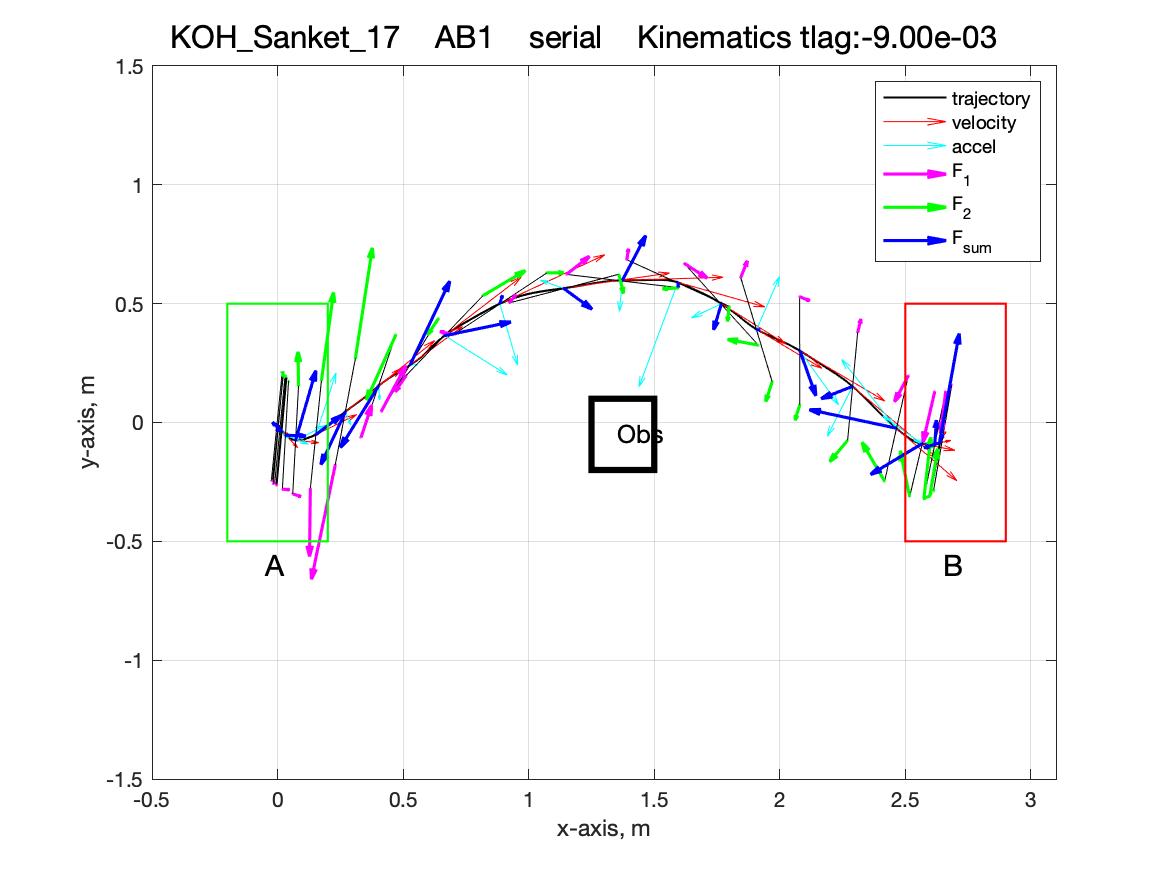 KOH_Sanket_17 AB1 serial Kinematics tlag:-9.00e-03
1.5
1
0.5
0
-0.5
-1
-1.5
y-axis, m
trajectory
velocity
accel
F1
F2
Fsum
Obs
A
B
-0.5 0 0.5 1 1.5 2 2.5 3
x-axis, m